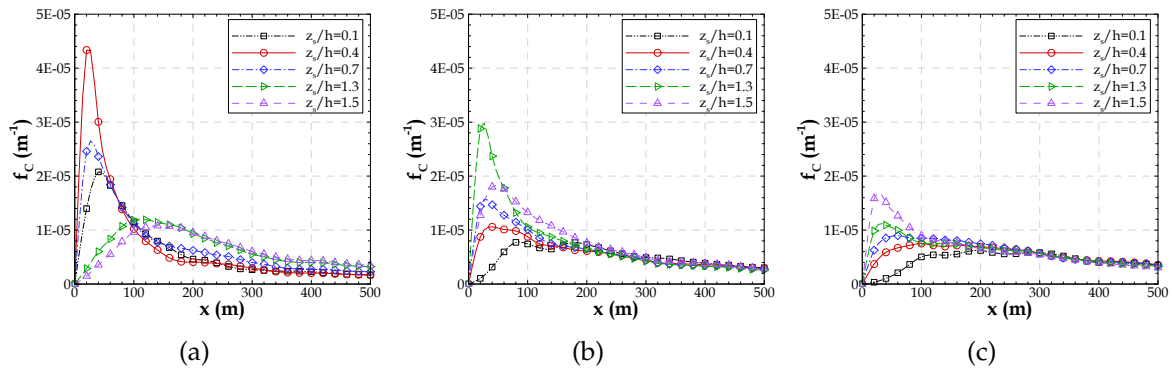 5E-05
4E-05
3E-05
2E-05
1E-05
0
f_C (m^-1)
0 100 200 300 400 500
x (m)
z_s/h=0.1
z_s/h=0.4
z_s/h=0.7
z_s/h=1.3
z_s/h=1.5
(a)
5E-05
4E-05
3E-05
2E-05
1E-05
0
f_C (m^-1)
0 100 200 300 400 500
x (m)
z_s/h=0.1
z_s/h=0.4
z_s/h=0.7
z_s/h=1.3
z_s/h=1.5
(b)
5E-05
4E-05
3E-05
2E-05
1E-05
0
f_C (m^-1)
0 100 200 300 400 500
x (m)
z_s/h=0.1
z_s/h=0.4
z_s/h=0.7
z_s/h=1.3
z_s/h=1.5
(c)